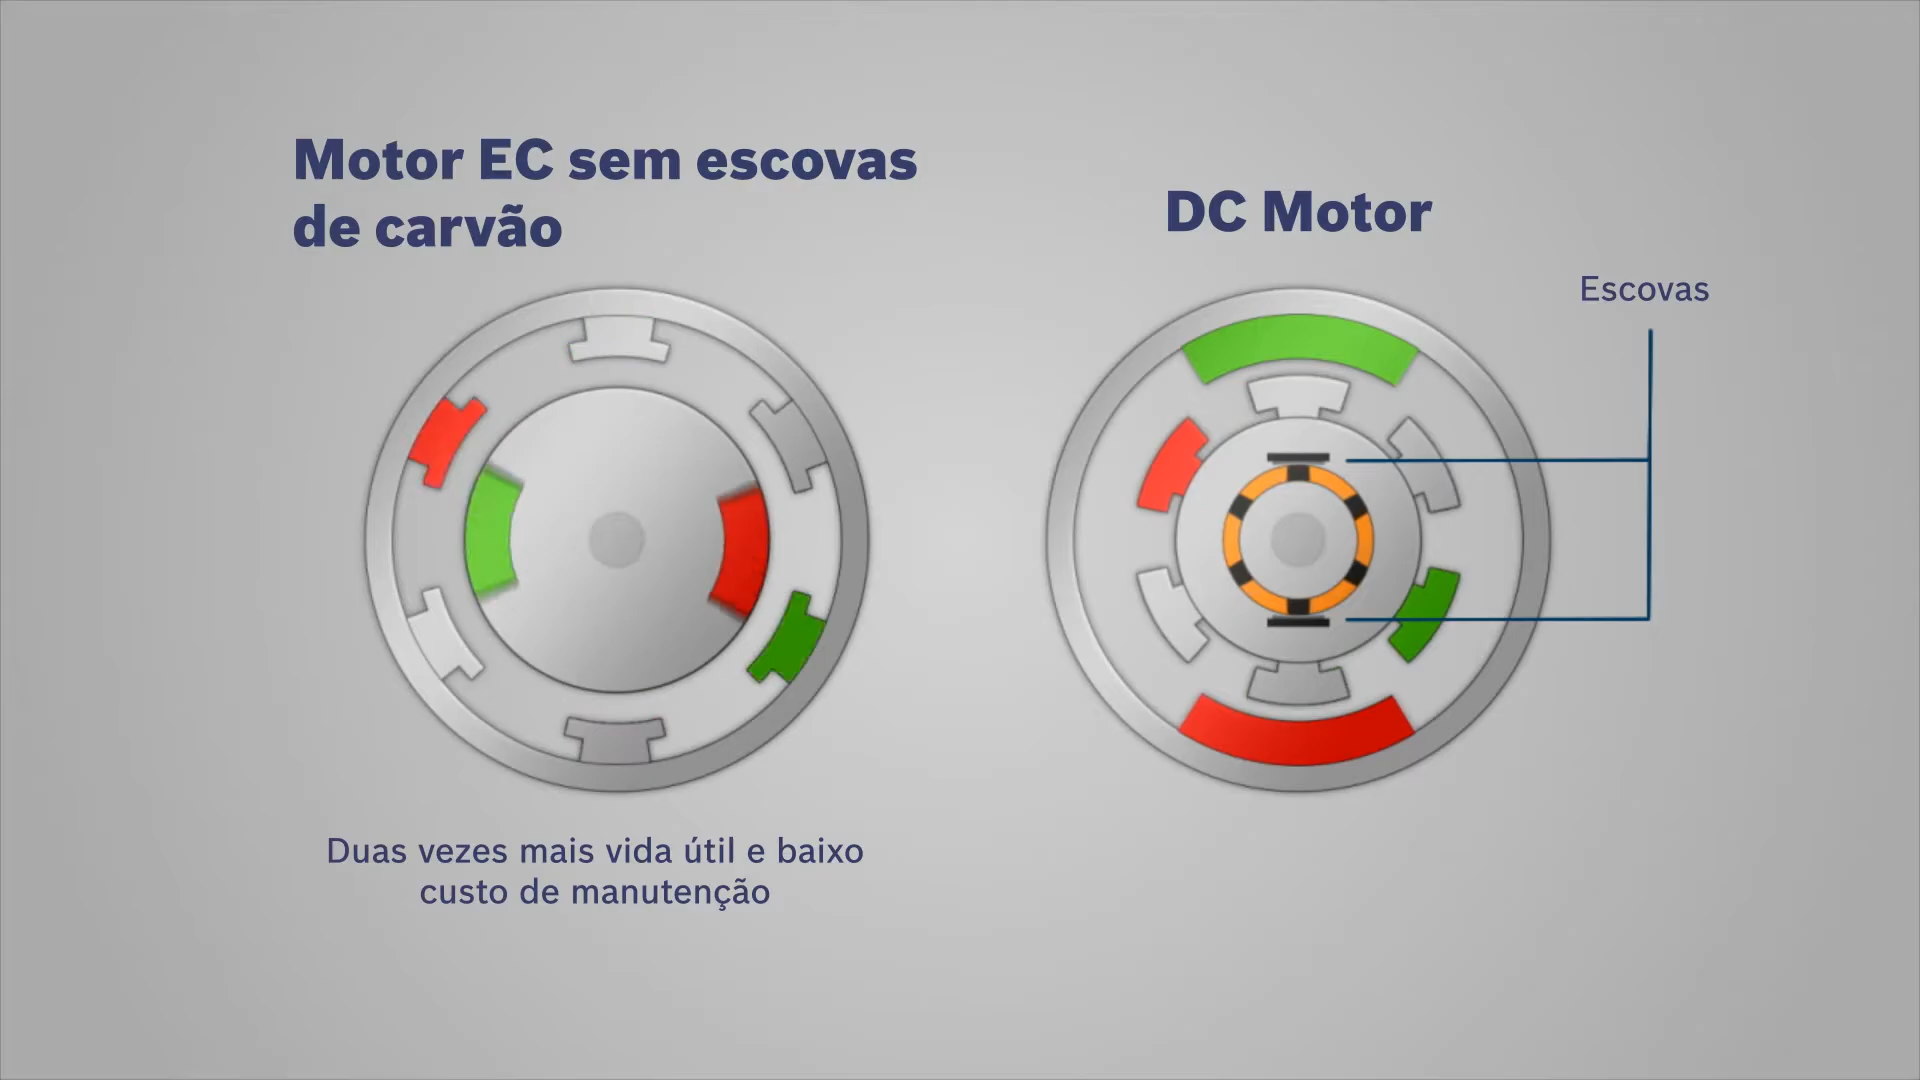 Motor EC sem escovas
de carvão
DC Motor
Escovas
Duas vezes mais vida útil e baixo
custo de manutenção